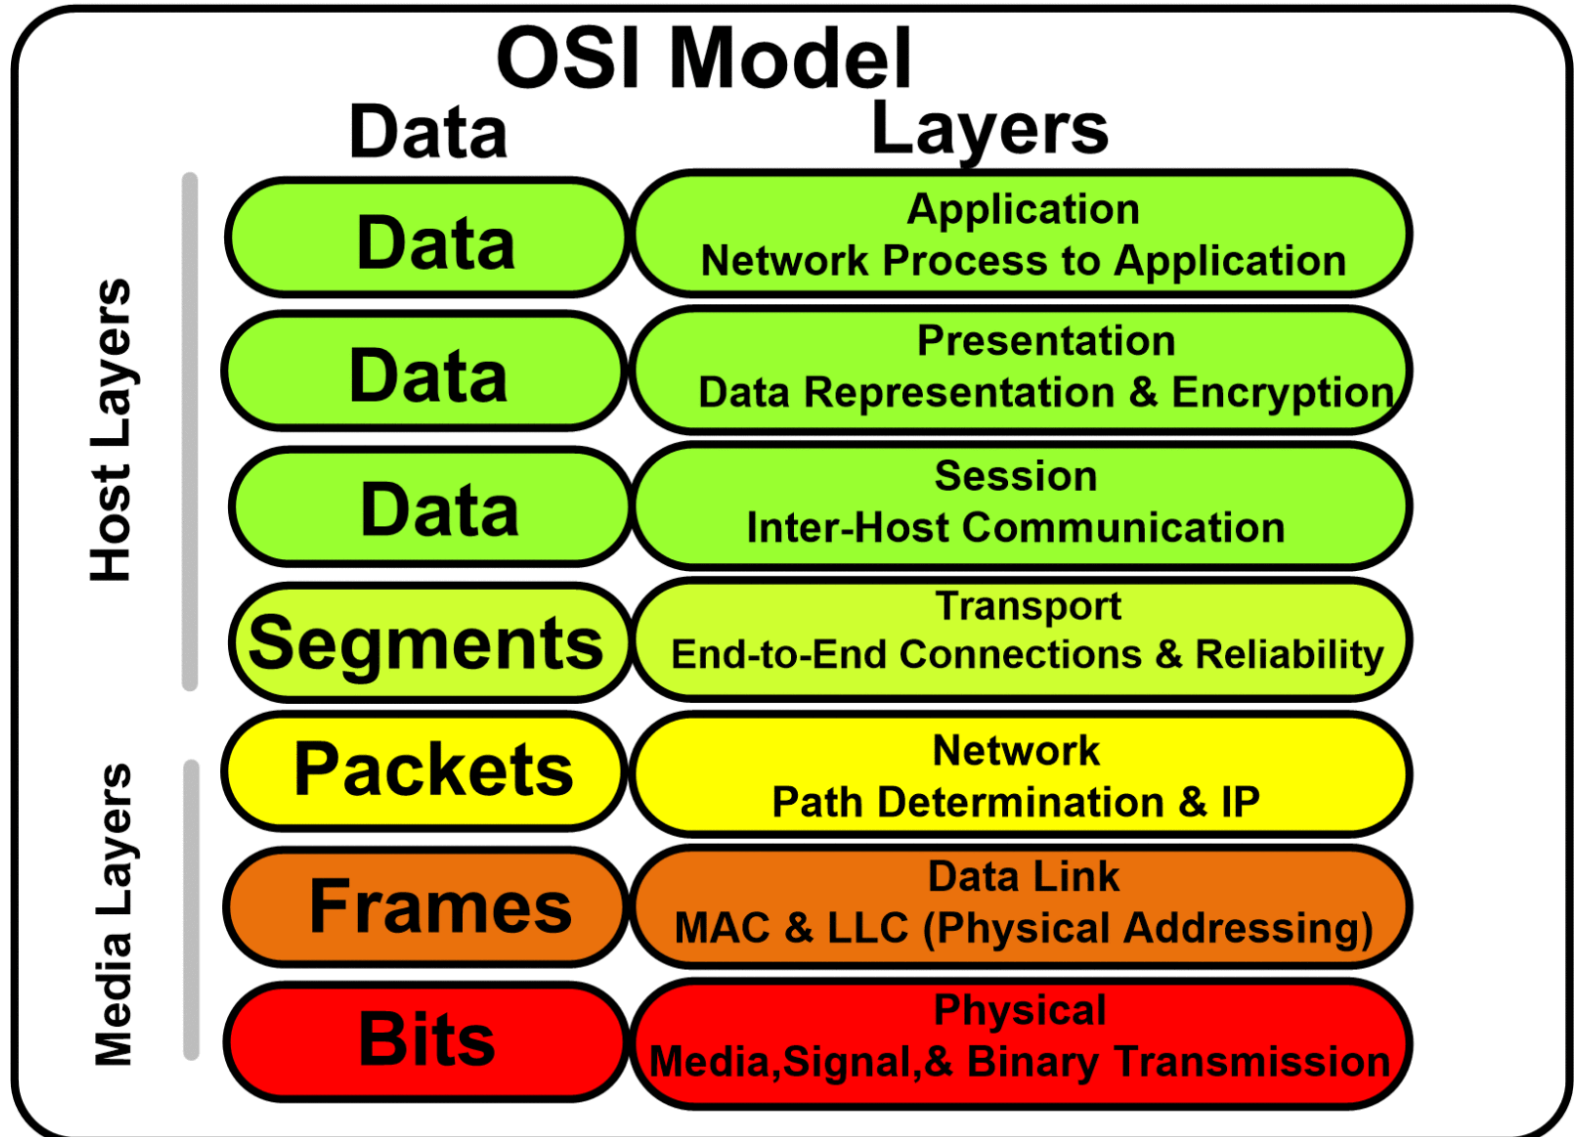 OSI Model
Data
Layers
Host Layers
Data
Application
Network Process to Application
Data
Presentation
Data Representation & Encryption
Data
Session
Inter-Host Communication
Segments
Transport
End-to-End Connections & Reliability
Media Layers
Packets
Network
Path Determination & IP
Frames
Data Link
MAC & LLC (Physical Addressing)
Bits
Physical
Media,Signal,& Binary Transmission